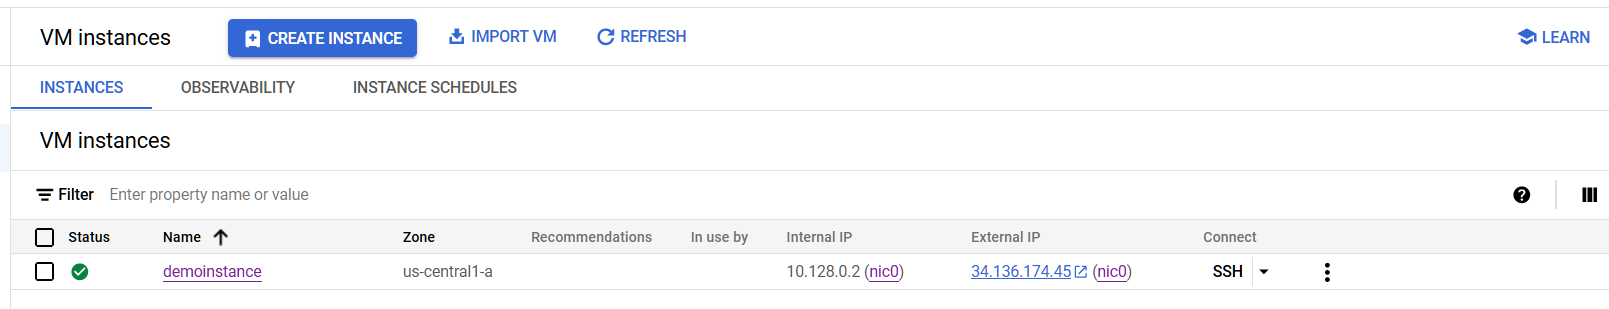 VM instances CREATE INSTANCE IMPORT VM REFRESH LEARN
INSTANCES OBSERVABILITY INSTANCE SCHEDULES
VM instances
Filter Enter property name or value
Status Name Zone Recommendations In use by Internal IP External IP Connect
demoinstance us-central1-a 10.128.0.2 (nic0) 34.136.174.45 (nic0) SSH